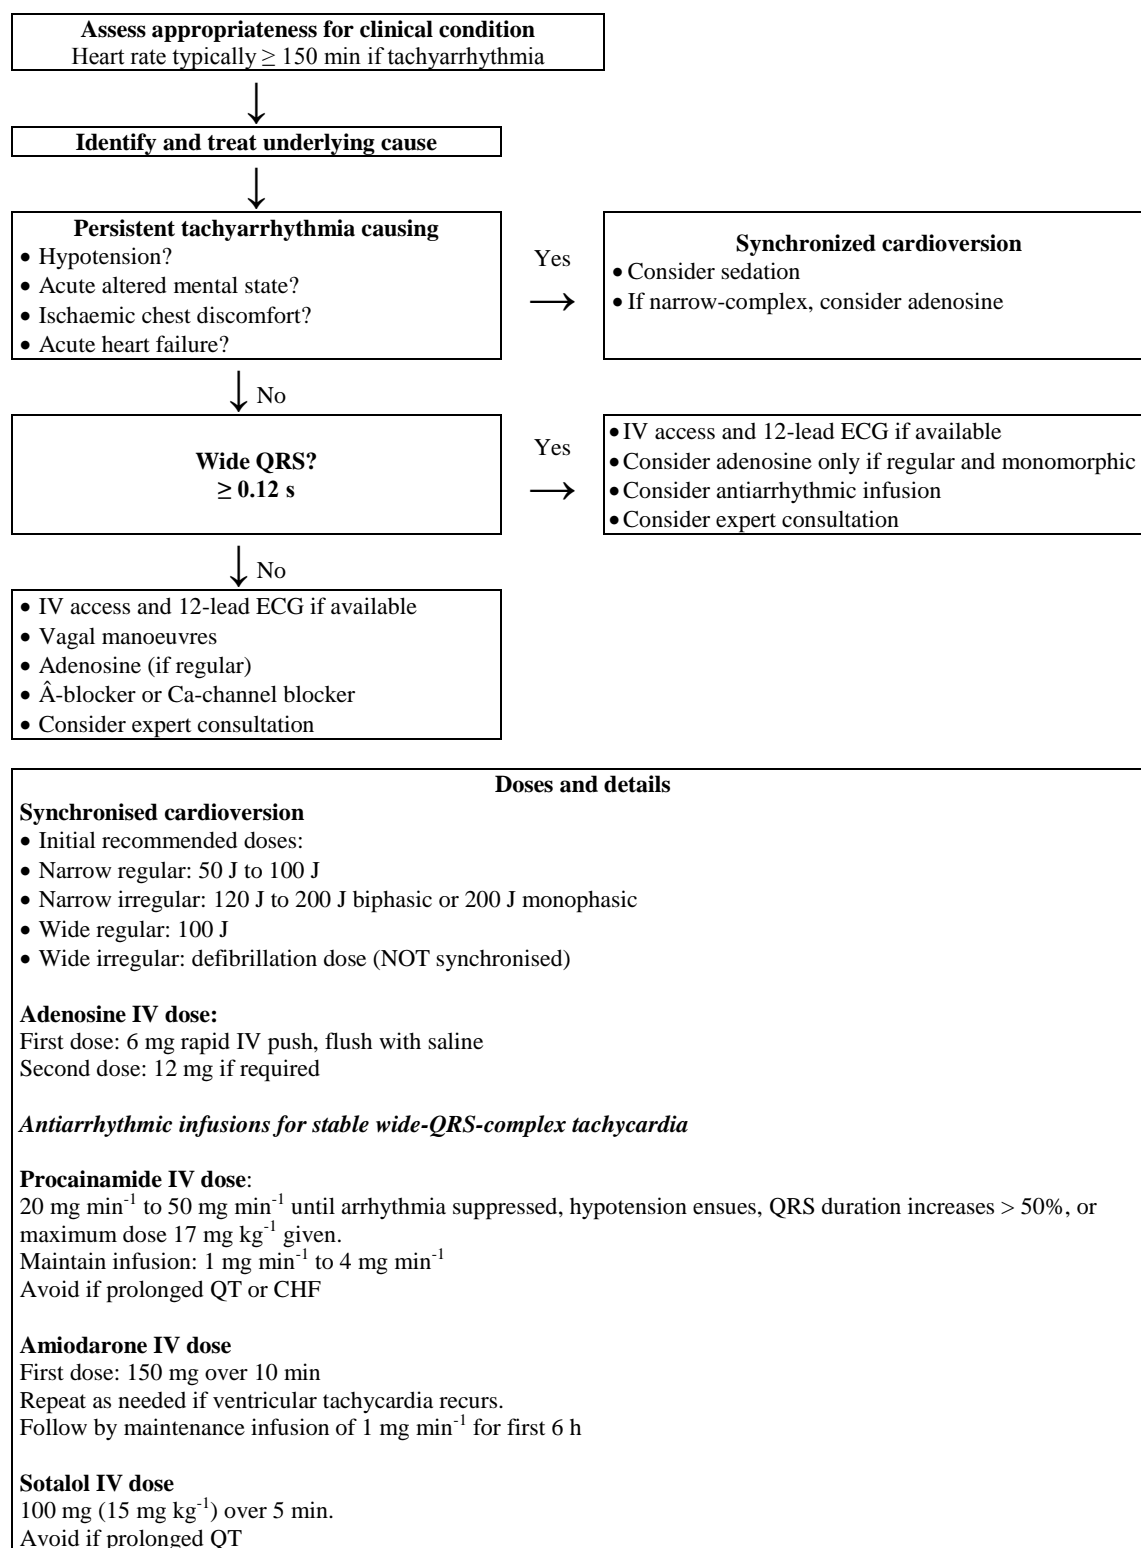 Assess appropriateness for clinical condition
Heart rate typically ≥ 150 min if tachyarrhythmia
Identify and treat underlying cause
Persistent tachyarrhythmia causing
• Hypotension?
• Acute altered mental state?
• Ischaemic chest discomfort?
• Acute heart failure?
Yes
Synchronized cardioversion
• Consider sedation
• If narrow-complex, consider adenosine
No
Wide QRS?
≥ 0.12 s
Yes
• IV access and 12-lead ECG if available
• Consider adenosine only if regular and monomorphic
• Consider antiarrhythmic infusion
• Consider expert consultation
No
• IV access and 12-lead ECG if available
• Vagal manoeuvres
• Adenosine (if regular)
• Â-blocker or Ca-channel blocker
• Consider expert consultation
Doses and details
Synchronised cardioversion
• Initial recommended doses:
• Narrow regular: 50 J to 100 J
• Narrow irregular: 120 J to 200 J biphasic or 200 J monophasic
• Wide regular: 100 J
• Wide irregular: defibrillation dose (NOT synchronised)
Adenosine IV dose:
First dose: 6 mg rapid IV push, flush with saline
Second dose: 12 mg if required
Antiarrhythmic infusions for stable wide-QRS-complex tachycardia
Procainamide IV dose:
20 mg min⁻¹ to 50 mg min⁻¹ until arrhythmia suppressed, hypotension ensues, QRS duration increases > 50%, or
maximum dose 17 mg kg⁻¹ given.
Maintain infusion: 1 mg min⁻¹ to 4 mg min⁻¹
Avoid if prolonged QT or CHF
Amiodarone IV dose
First dose: 150 mg over 10 min
Repeat as needed if ventricular tachycardia recurs.
Follow by maintenance infusion of 1 mg min⁻¹ for first 6 h
Sotalol IV dose
100 mg (15 mg kg⁻¹) over 5 min.
Avoid if prolonged QT